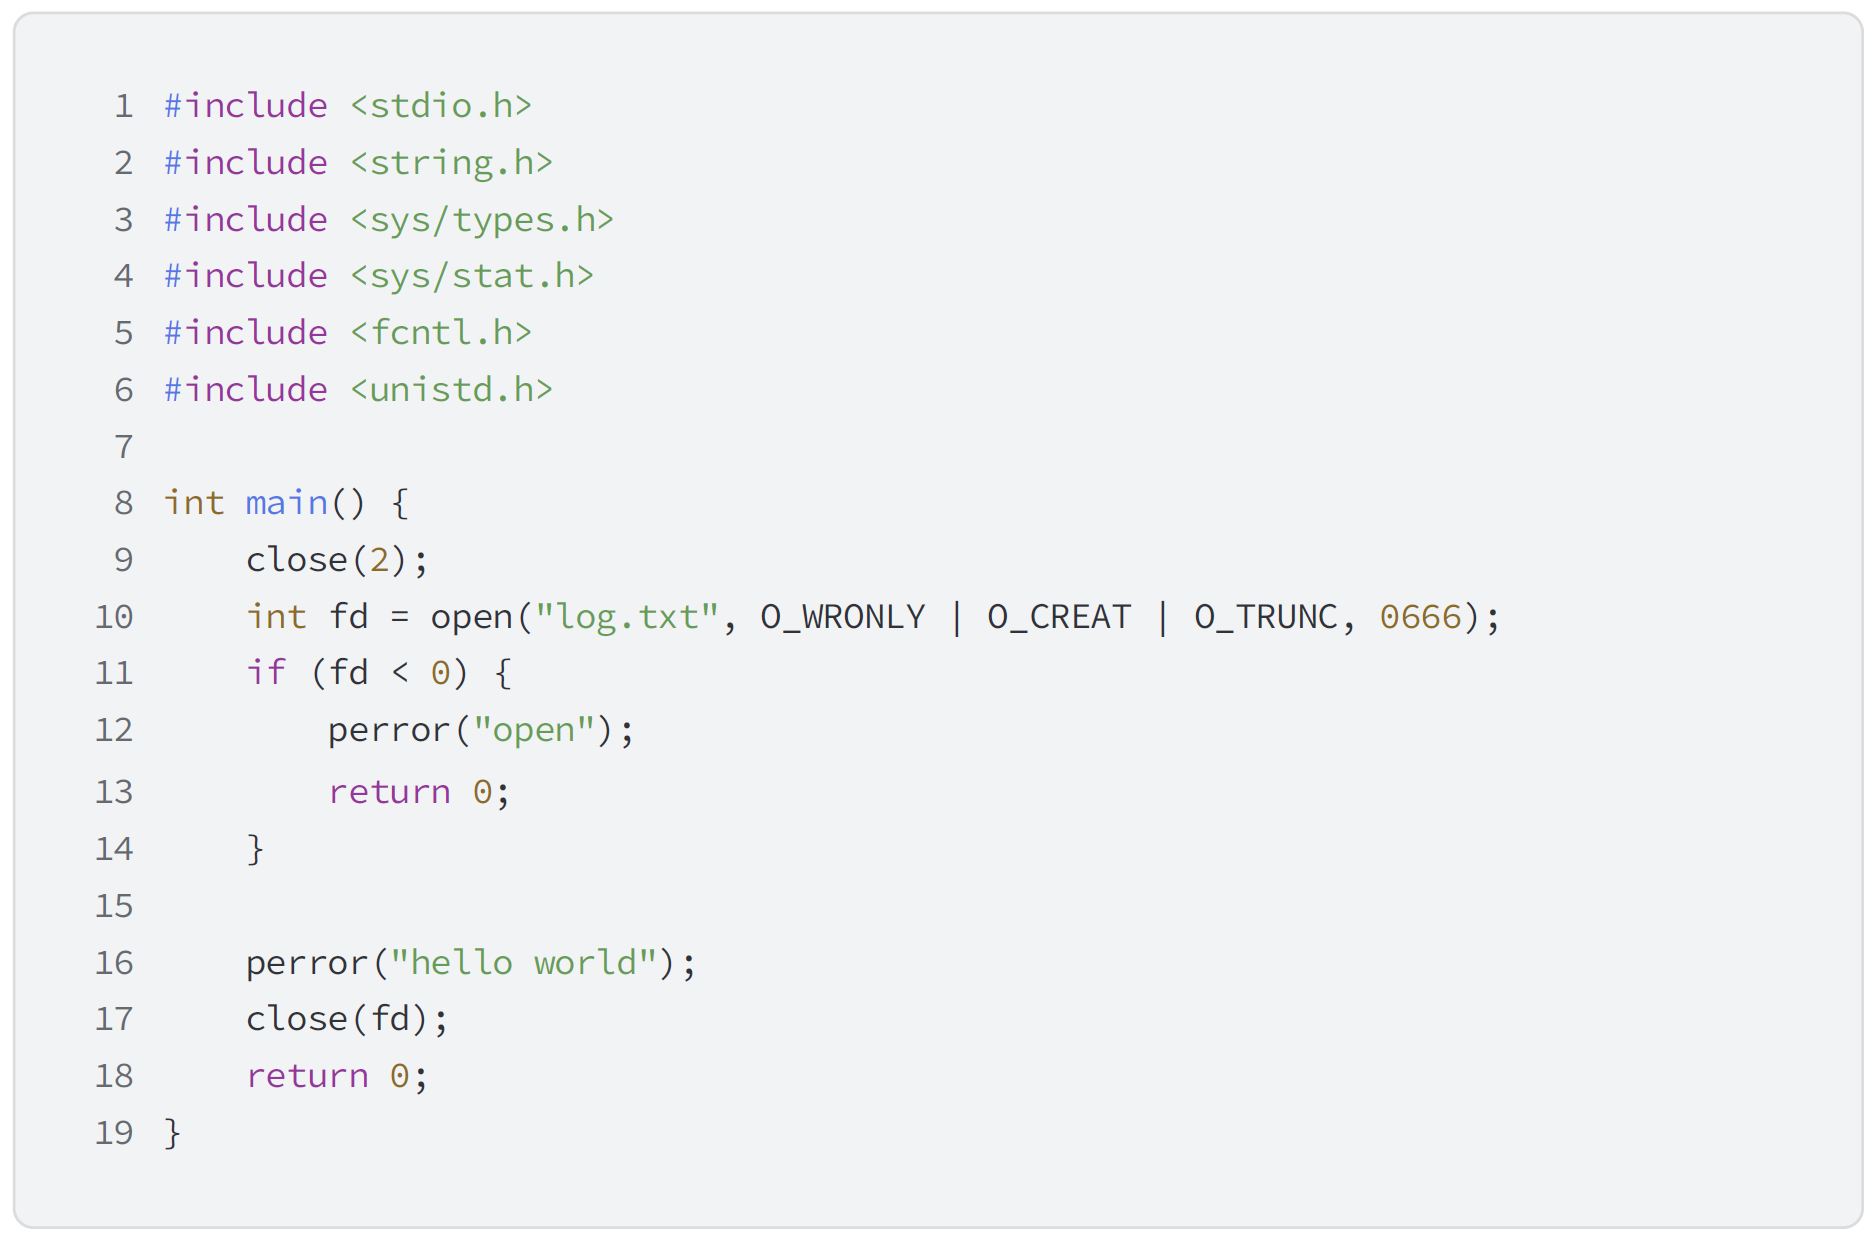 1 #include <stdio.h>
2 #include <string.h>
3 #include <sys/types.h>
4 #include <sys/stat.h>
5 #include <fcntl.h>
6 #include <unistd.h>
7
8 int main() {
9     close(2);
10     int fd = open("log.txt", O_WRONLY | O_CREAT | O_TRUNC, 0666);
11     if (fd < 0) {
12         perror("open");
13         return 0;
14     }
15
16     perror("hello world");
17     close(fd);
18     return 0;
19 }